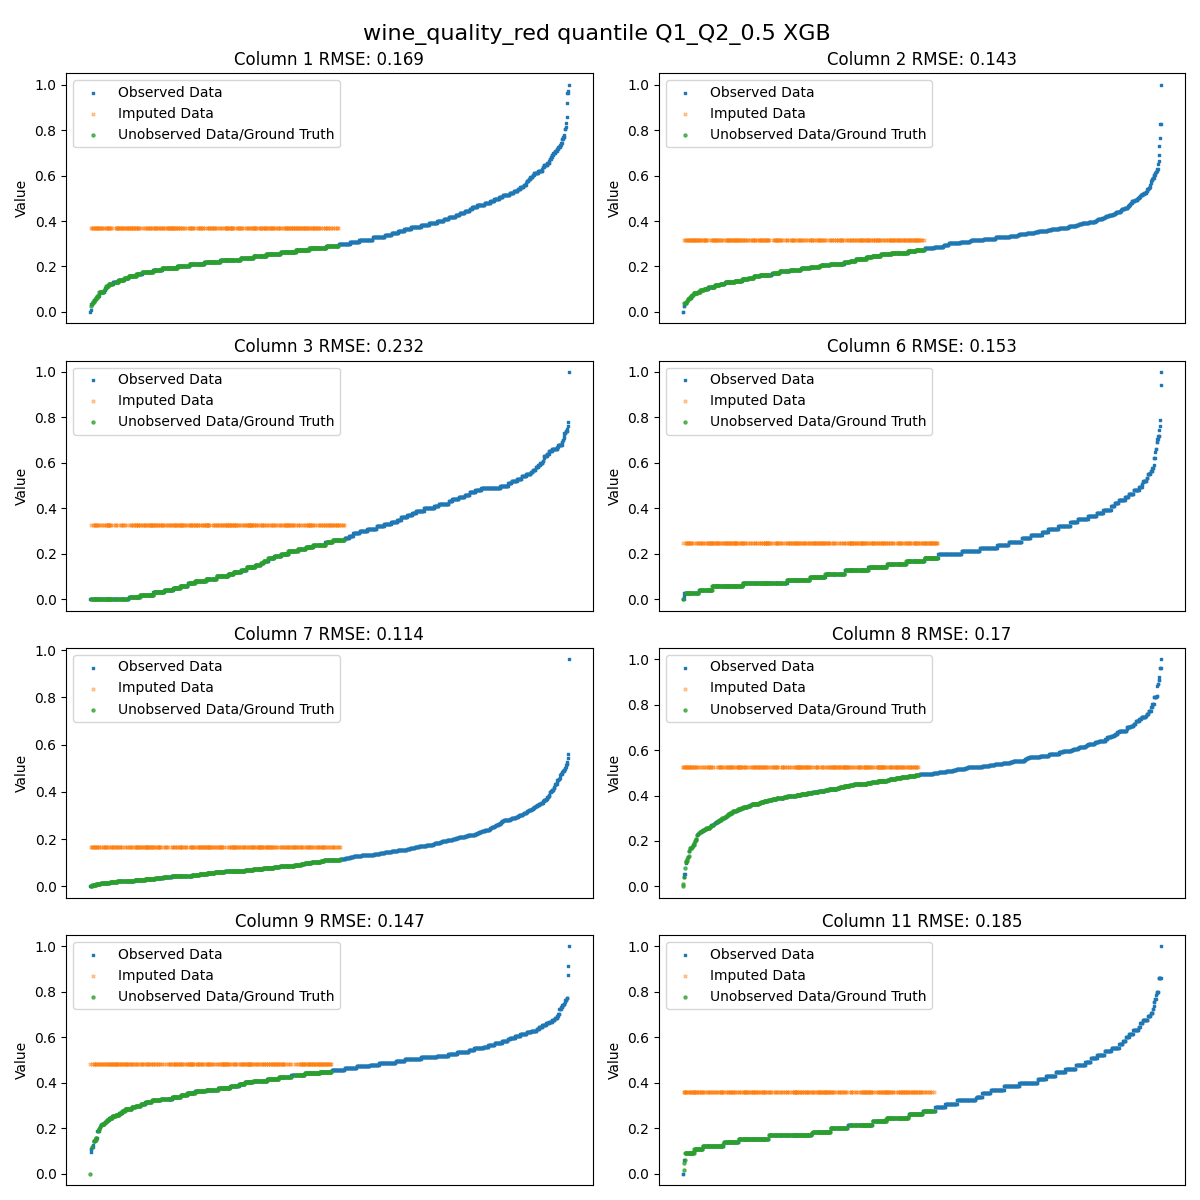 wine_quality_red quantile Q1_Q2_0.5 XGB
Column 1 RMSE: 0.169
Value
1.0
0.8
0.6
0.4
0.2
0.0
Observed Data
Imputed Data
Unobserved Data/Ground Truth
Column 2 RMSE: 0.143
Value
1.0
0.8
0.6
0.4
0.2
0.0
Observed Data
Imputed Data
Unobserved Data/Ground Truth
Column 3 RMSE: 0.232
Value
1.0
0.8
0.6
0.4
0.2
0.0
Observed Data
Imputed Data
Unobserved Data/Ground Truth
Column 6 RMSE: 0.153
Value
1.0
0.8
0.6
0.4
0.2
0.0
Observed Data
Imputed Data
Unobserved Data/Ground Truth
Column 7 RMSE: 0.114
Value
1.0
0.8
0.6
0.4
0.2
0.0
Observed Data
Imputed Data
Unobserved Data/Ground Truth
Column 8 RMSE: 0.17
Value
1.0
0.8
0.6
0.4
0.2
0.0
Observed Data
Imputed Data
Unobserved Data/Ground Truth
Column 9 RMSE: 0.147
Value
1.0
0.8
0.6
0.4
0.2
0.0
Observed Data
Imputed Data
Unobserved Data/Ground Truth
Column 11 RMSE: 0.185
Value
1.0
0.8
0.6
0.4
0.2
0.0
Observed Data
Imputed Data
Unobserved Data/Ground Truth